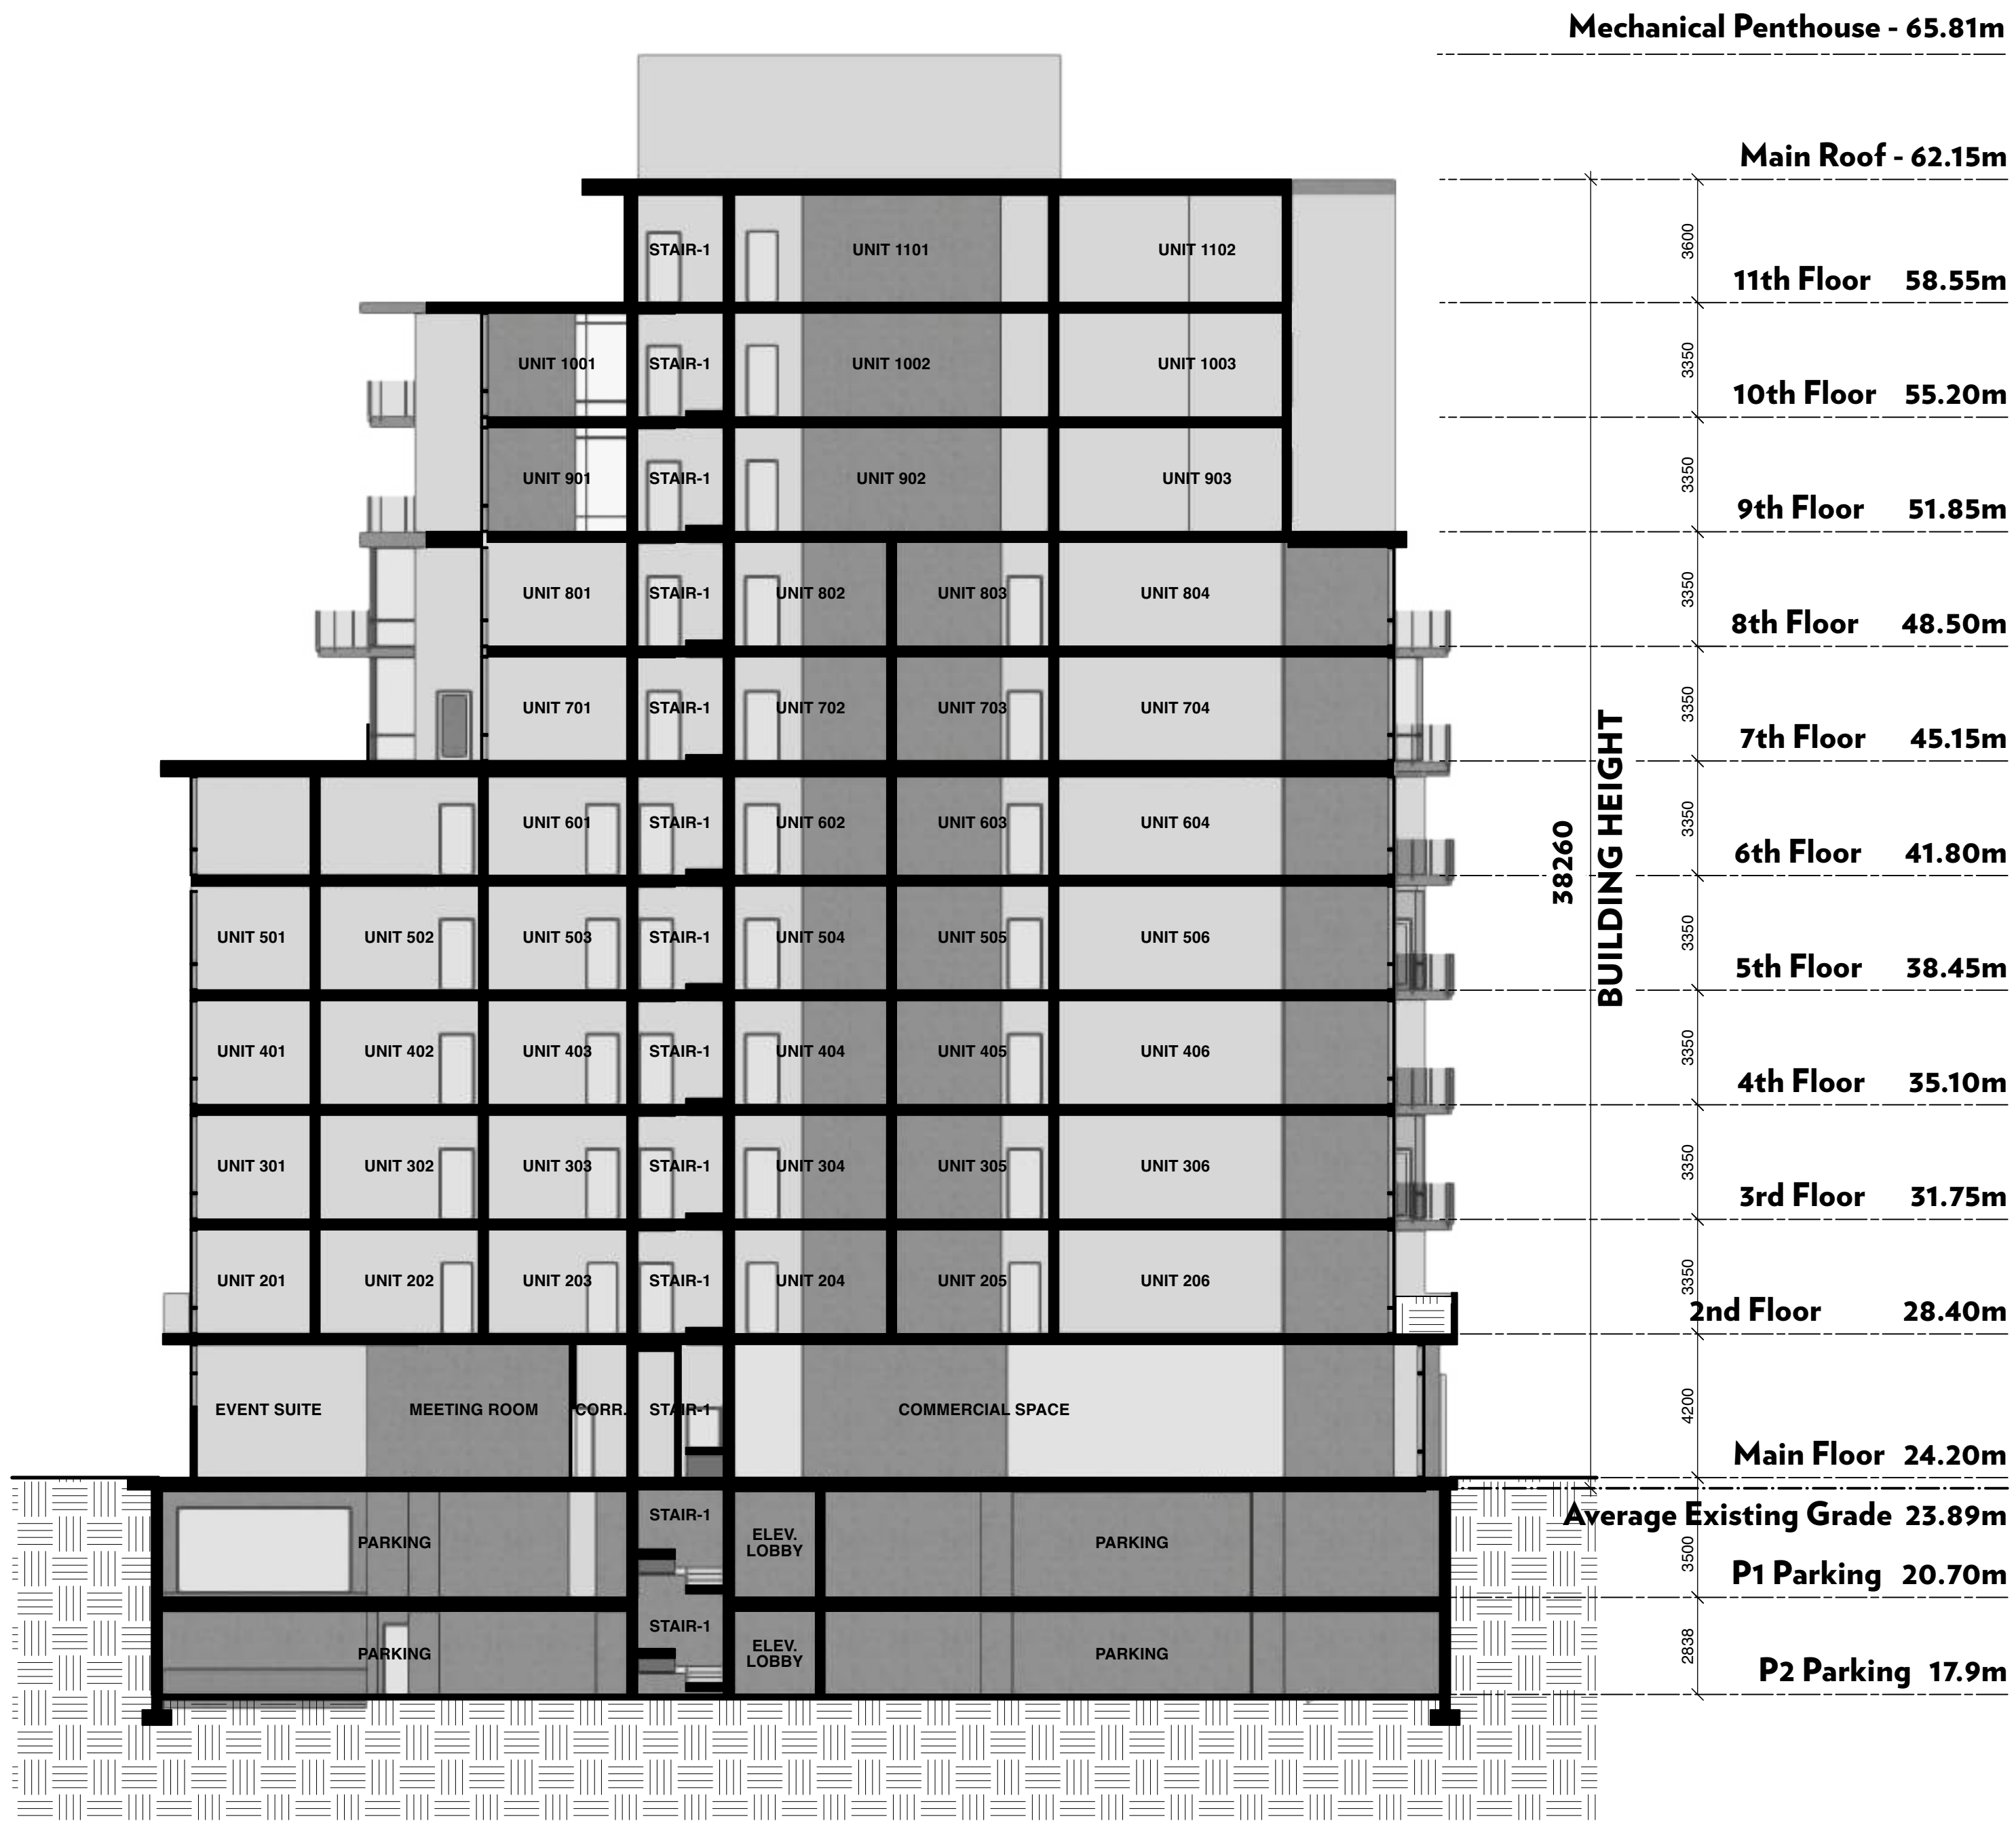 Mechanical Penthouse - 65.81m
Main Roof - 62.15m
STAIR-1 UNIT 1101 UNIT 1102 3600
11th Floor 58.55m
UNIT 1001 STAIR-1 UNIT 1002 UNIT 1003 3350
10th Floor 55.20m
UNIT 901 STAIR-1 UNIT 902 UNIT 903 3350
9th Floor 51.85m
UNIT 801 STAIR-1 UNIT 802 UNIT 803 UNIT 804 3350
8th Floor 48.50m
UNIT 701 STAIR-1 UNIT 702 UNIT 703 UNIT 704 3350
7th Floor 45.15m
UNIT 601 STAIR-1 UNIT 602 UNIT 603 UNIT 604 3350
6th Floor 41.80m
38260
BUILDING HEIGHT
UNIT 501 UNIT 502 UNIT 503 STAIR-1 UNIT 504 UNIT 505 UNIT 506 3350
5th Floor 38.45m
UNIT 401 UNIT 402 UNIT 403 STAIR-1 UNIT 404 UNIT 405 UNIT 406 3350
4th Floor 35.10m
UNIT 301 UNIT 302 UNIT 303 STAIR-1 UNIT 304 UNIT 305 UNIT 306 3350
3rd Floor 31.75m
UNIT 201 UNIT 202 UNIT 203 STAIR-1 UNIT 204 UNIT 205 UNIT 206 3350
2nd Floor 28.40m
EVENT SUITE MEETING ROOM CORR. STAIR-1 COMMERCIAL SPACE 4200
Main Floor 24.20m
Average Existing Grade 23.89m
STAIR-1
PARKING ELEV. LOBBY PARKING 3500
P1 Parking 20.70m
STAIR-1
PARKING ELEV. LOBBY PARKING 2838
P2 Parking 17.9m